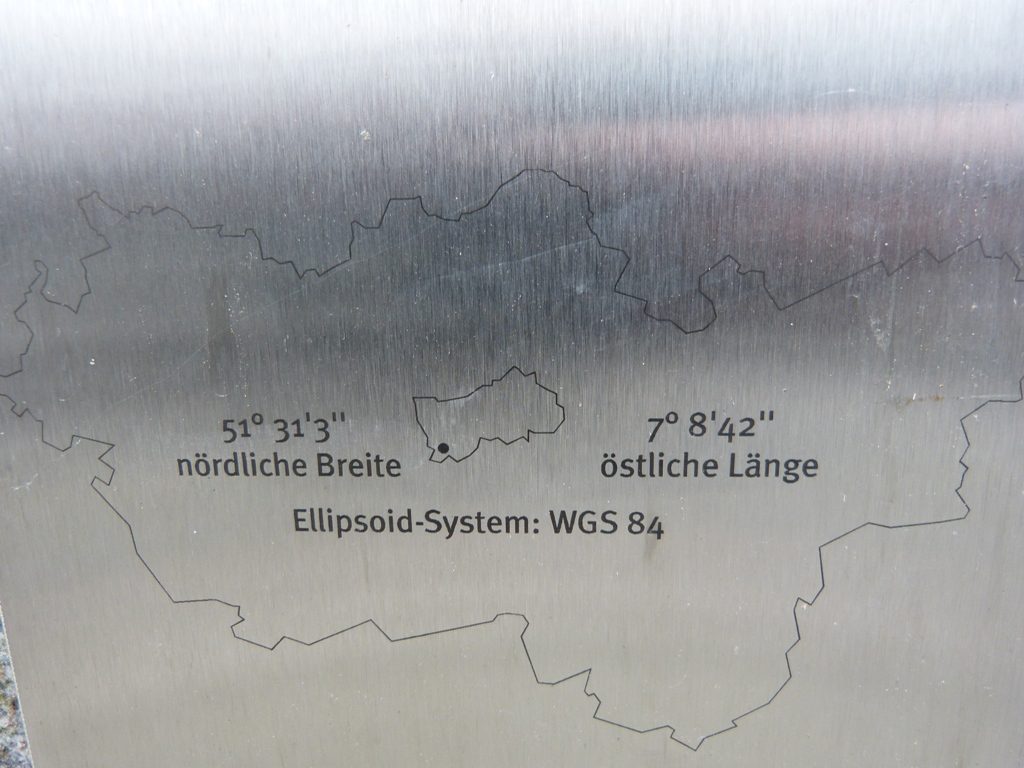 51° 31'3"
nördliche Breite
7° 8'42"
östliche Länge
Ellipsoid-System: WGS 84